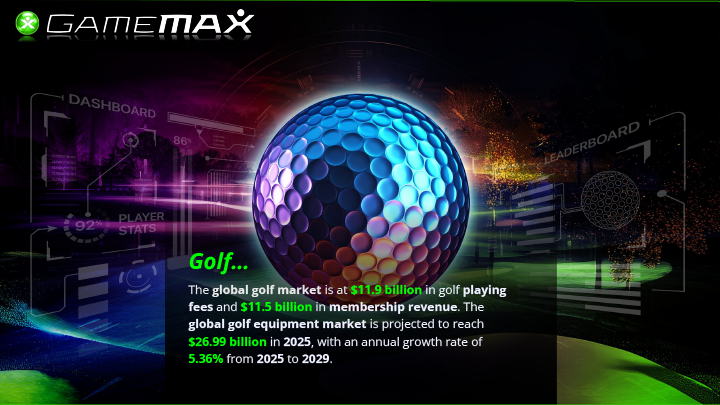 GAMEMAX
DASHBOARD
86%
LEADERBOARD
92%
PLAYER
STATS
Golf...
The global golf market is at $11.9 billion in golf playing
fees and $11.5 billion in membership revenue. The
global golf equipment market is projected to reach
$26.99 billion in 2025, with an annual growth rate of
5.36% from 2025 to 2029.